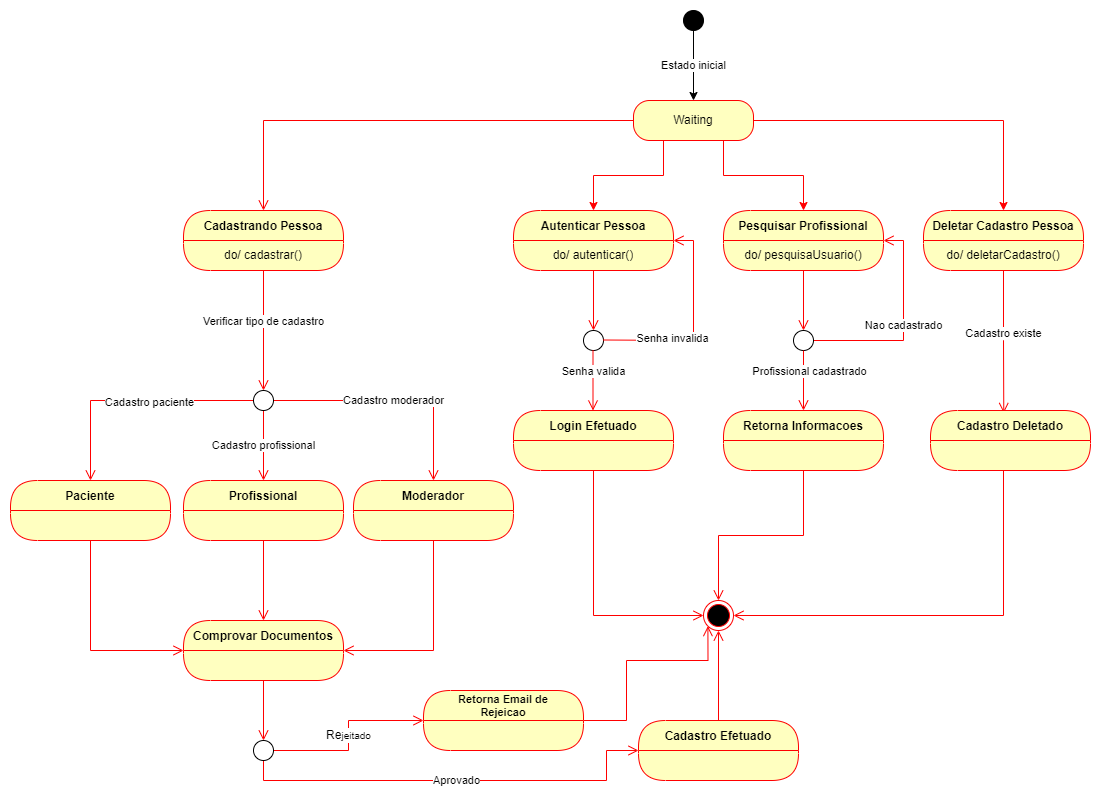 Estado inicial
Waiting
Cadastrando Pessoa
do/ cadastrar()
Autenticar Pessoa
do/ autenticar()
Pesquisar Profissional
do/ pesquisaUsuario()
Deletar Cadastro Pessoa
do/ deletarCadastro()
Verificar tipo de cadastro
Senha invalida
Nao cadastrado
Cadastro existe
Senha valida
Profissional cadastrado
Cadastro paciente
Cadastro moderador
Cadastro profissional
Login Efetuado
Retorna Informacoes
Cadastro Deletado
Paciente
Profissional
Moderador
Comprovar Documentos
Retorna Email de
Rejeicao
Rejeitado
Cadastro Efetuado
Aprovado